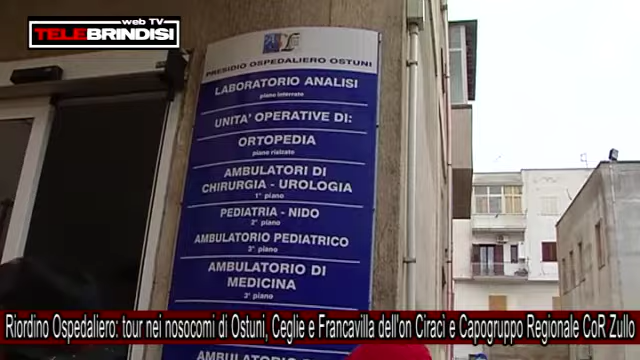 web TV
TELEBRINDISI
PRESIDIO OSPEDALIERO OSTUNI
LABORATORIO ANALISI
piano interrato
UNITA' OPERATIVE DI:
ORTOPEDIA
piano rialzato
AMBULATORI DI
CHIRURGIA - UROLOGIA
1° piano
PEDIATRIA - NIDO
2° piano
AMBULATORIO PEDIATRICO
3° piano
AMBULATORIO DI
MEDICINA
3° piano
Riordino Ospedaliero: tour nei nosocomi di Ostuni, Ceglie e Francavilla dell'on Ciracì e Capogruppo Regionale CoR Zullo